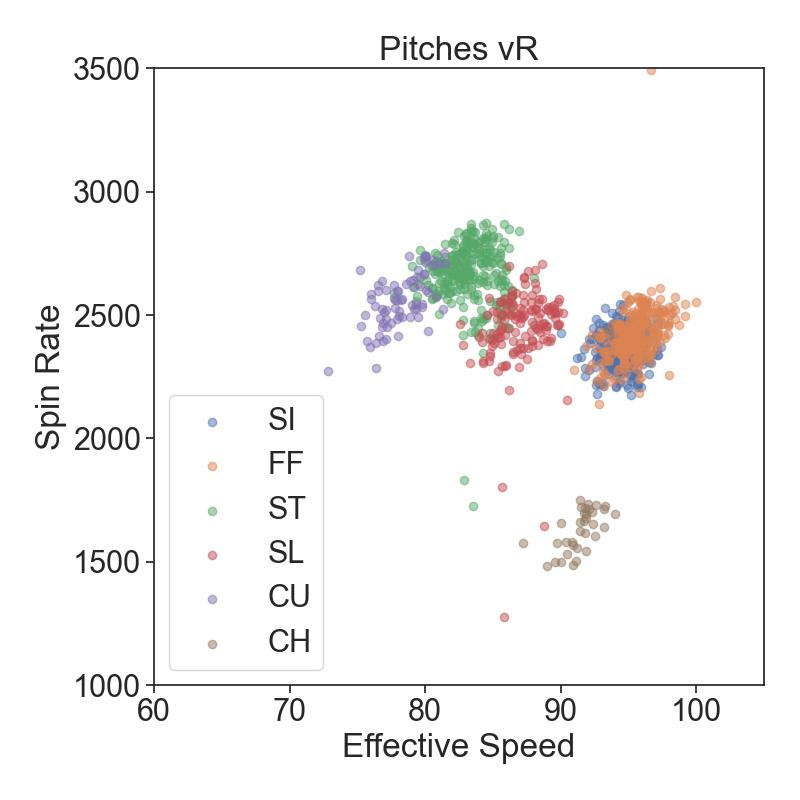 Pitches vR
3500
3000
2500
2000
1500
1000
Spin Rate
SI
FF
ST
SL
CU
CH
60 70 80 90 100
Effective Speed